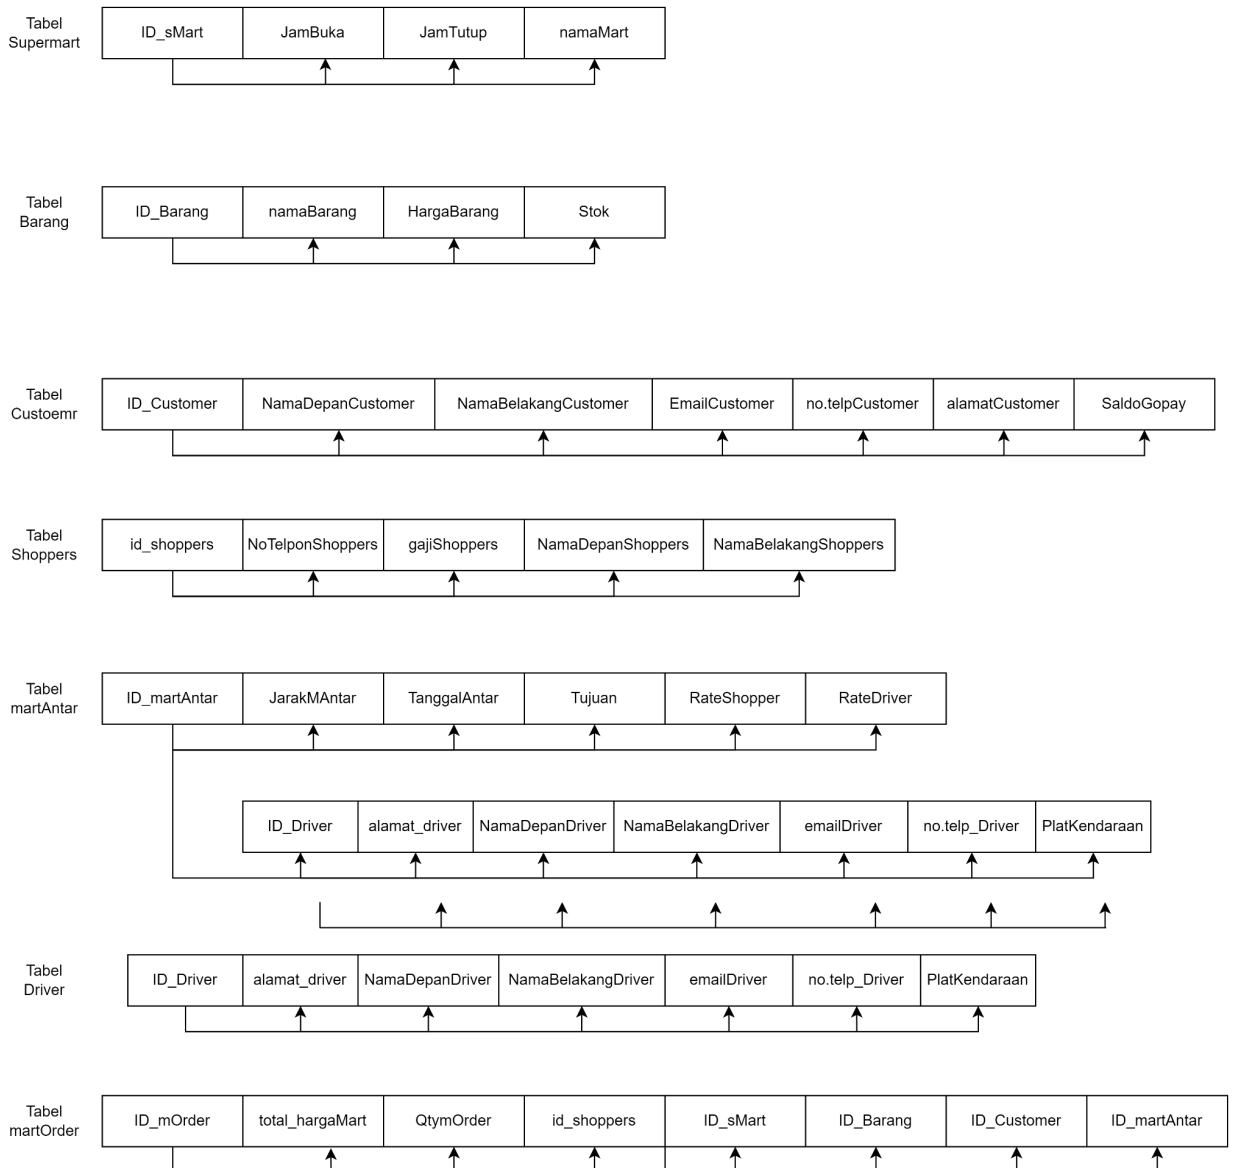 Tabel
Supermart
ID_sMart JamBuka JamTutup namaMart
Tabel
Barang
ID_Barang namaBarang HargaBarang Stok
Tabel
Custoemr
ID_Customer NamaDepanCustomer NamaBelakangCustomer EmailCustomer no.telpCustomer alamatCustomer SaldoGopay
Tabel
Shoppers
id_shoppers NoTelponShoppers gajiShoppers NamaDepanShoppers NamaBelakangShoppers
Tabel
martAntar
ID_martAntar JarakMAntar TanggalAntar Tujuan RateShopper RateDriver
ID_Driver alamat_driver NamaDepanDriver NamaBelakangDriver emailDriver no.telp_Driver PlatKendaraan
Tabel
Driver
ID_Driver alamat_driver NamaDepanDriver NamaBelakangDriver emailDriver no.telp_Driver PlatKendaraan
Tabel
martOrder
ID_mOrder total_hargaMart QtymOrder id_shoppers ID_sMart ID_Barang ID_Customer ID_martAntar